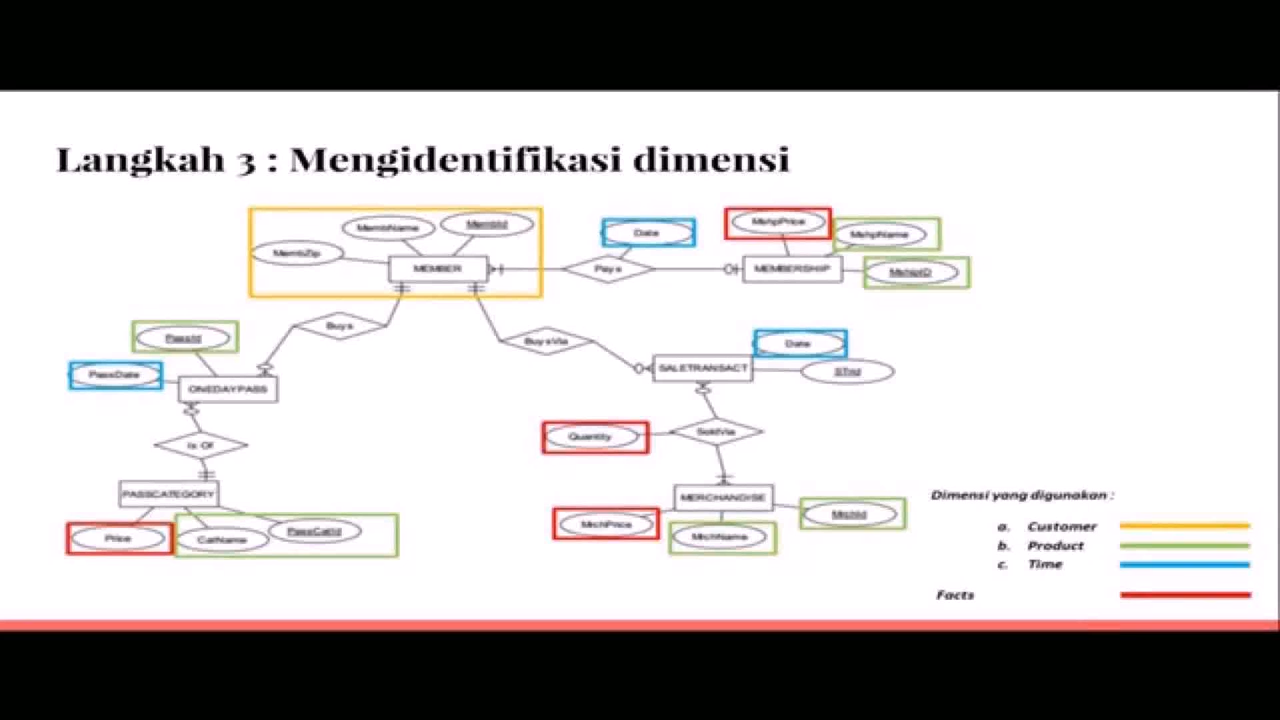 Langkah 3 : Mengidentifikasi dimensi
MembName
MembId
MembZip
MEMBER
Date
Pays
MshpPrice
MshpName
MEMBERSHIP
MshpID
Buys
BuysVia
PassId
PassDate
ONEDAYPASS
Date
SALETRANSACT
STrid
Is Of
Quantity
SoldVia
PASSCATEGORY
Price
CatName
PassCatId
MERCHANDISE
MrchPrice
MrchName
MrchId
Dimensi yang digunakan :
a. Customer
b. Product
c. Time
Facts